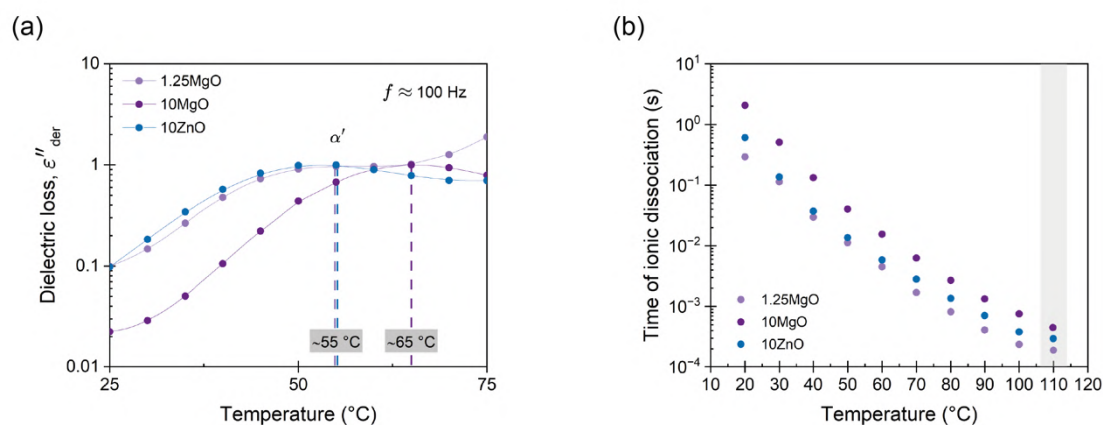 (a)
10
1
0.1
0.01
Dielectric loss, ε″der
1.25MgO
10MgO
10ZnO
f ≈ 100 Hz
α′
~55 °C
~65 °C
25
50
75
Temperature (°C)
(b)
10¹
10⁰
10⁻¹
10⁻²
10⁻³
10⁻⁴
Time of ionic dissociation (s)
1.25MgO
10MgO
10ZnO
10 20 30 40 50 60 70 80 90 100 110 120
Temperature (°C)